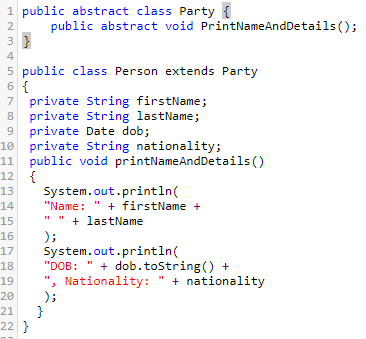 1 public abstract class Party {
2     public abstract void PrintNameAndDetails();
3 }
4
5 public class Person extends Party
6 {
7  private String firstName;
8  private String lastName;
9  private Date dob;
10  private String nationality;
11  public void printNameAndDetails()
12  {
13    System.out.println(
14    "Name: " + firstName +
15    " " + lastName
16    );
17    System.out.println(
18    "DOB: " + dob.toString() +
19    ", Nationality: " + nationality
20    );
21   }
22 }